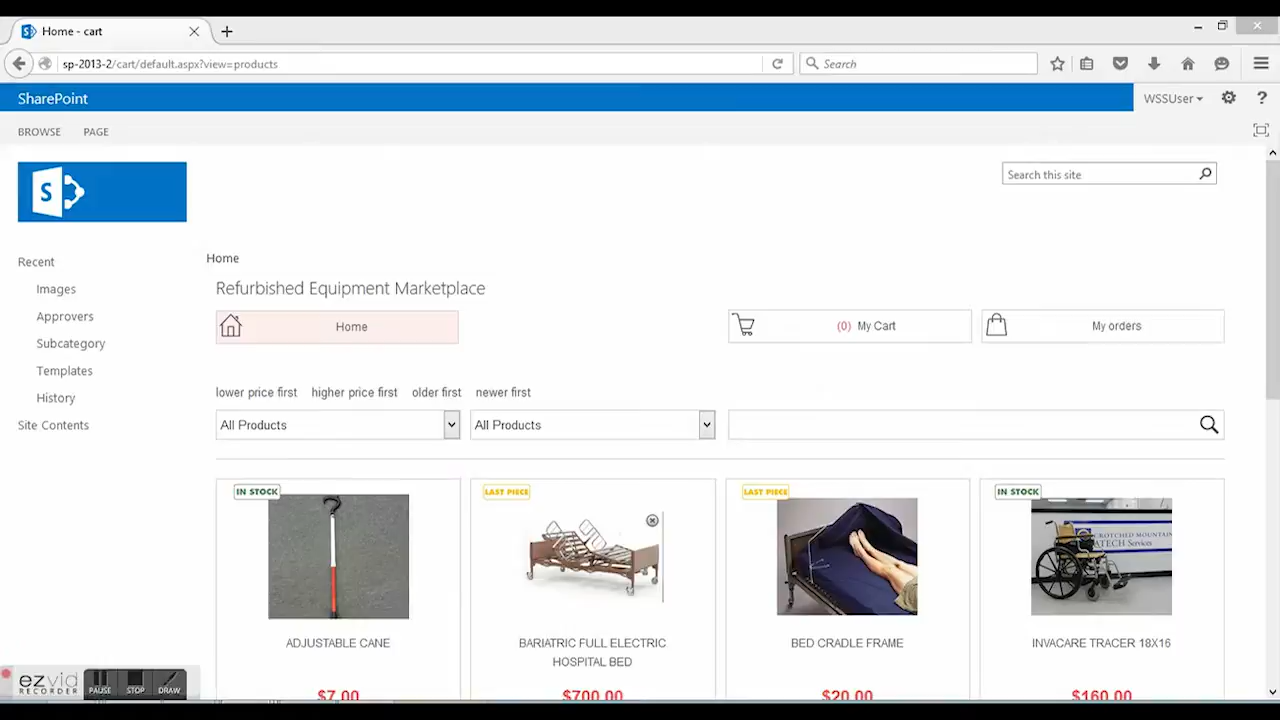 Home - cart
sp-2013-2/cart/default.aspx?view=products
Search
SharePoint
WSSUser
?
BROWSE PAGE
S
Search this site
Recent
Images
Approvers
Subcategory
Templates
History
Site Contents
Home
Refurbished Equipment Marketplace
Home
(0) My Cart
My orders
lower price first higher price first older first newer first
All Products
All Products
IN STOCK
LAST PIECE
LAST PIECE
IN STOCK
CROTCHED MOUNTAIN
ATECH Services
ADJUSTABLE CANE
BARIATRIC FULL ELECTRIC
HOSPITAL BED
BED CRADLE FRAME
INVACARE TRACER 18X16
$7.00
$700.00
$20.00
$160.00
ezvid
RECORDER
PAUSE STOP DRAW